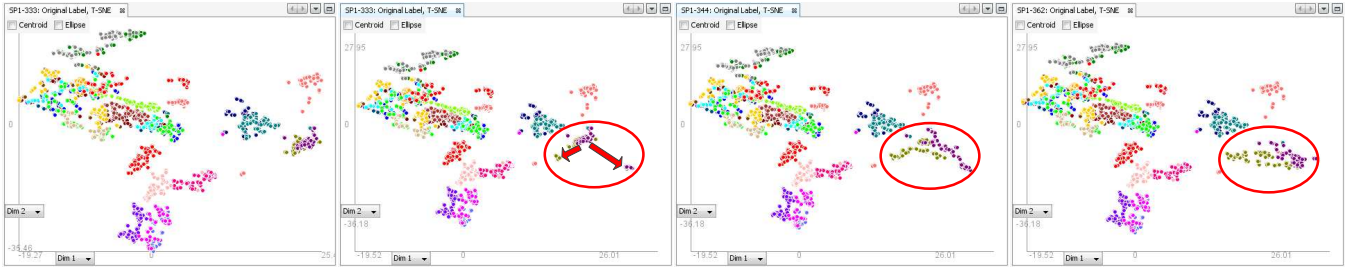 SP1-333: Original Label, T-SNE
Centroid Ellipse
0
Dim 2
-35.46
-19.27 0 25.4
Dim 1
SP1-333: Original Label, T-SNE
Centroid Ellipse
27.95
0
Dim 2
-36.18
-19.52 0 26.01
Dim 1
SP1-344: Original Label, T-SNE
Centroid Ellipse
27.95
0
Dim 2
-36.18
-19.52 0 26.01
Dim 1
SP1-362: Original Label, T-SNE
Centroid Ellipse
27.95
0
Dim 2
-36.18
-19.52 0 26.01
Dim 1